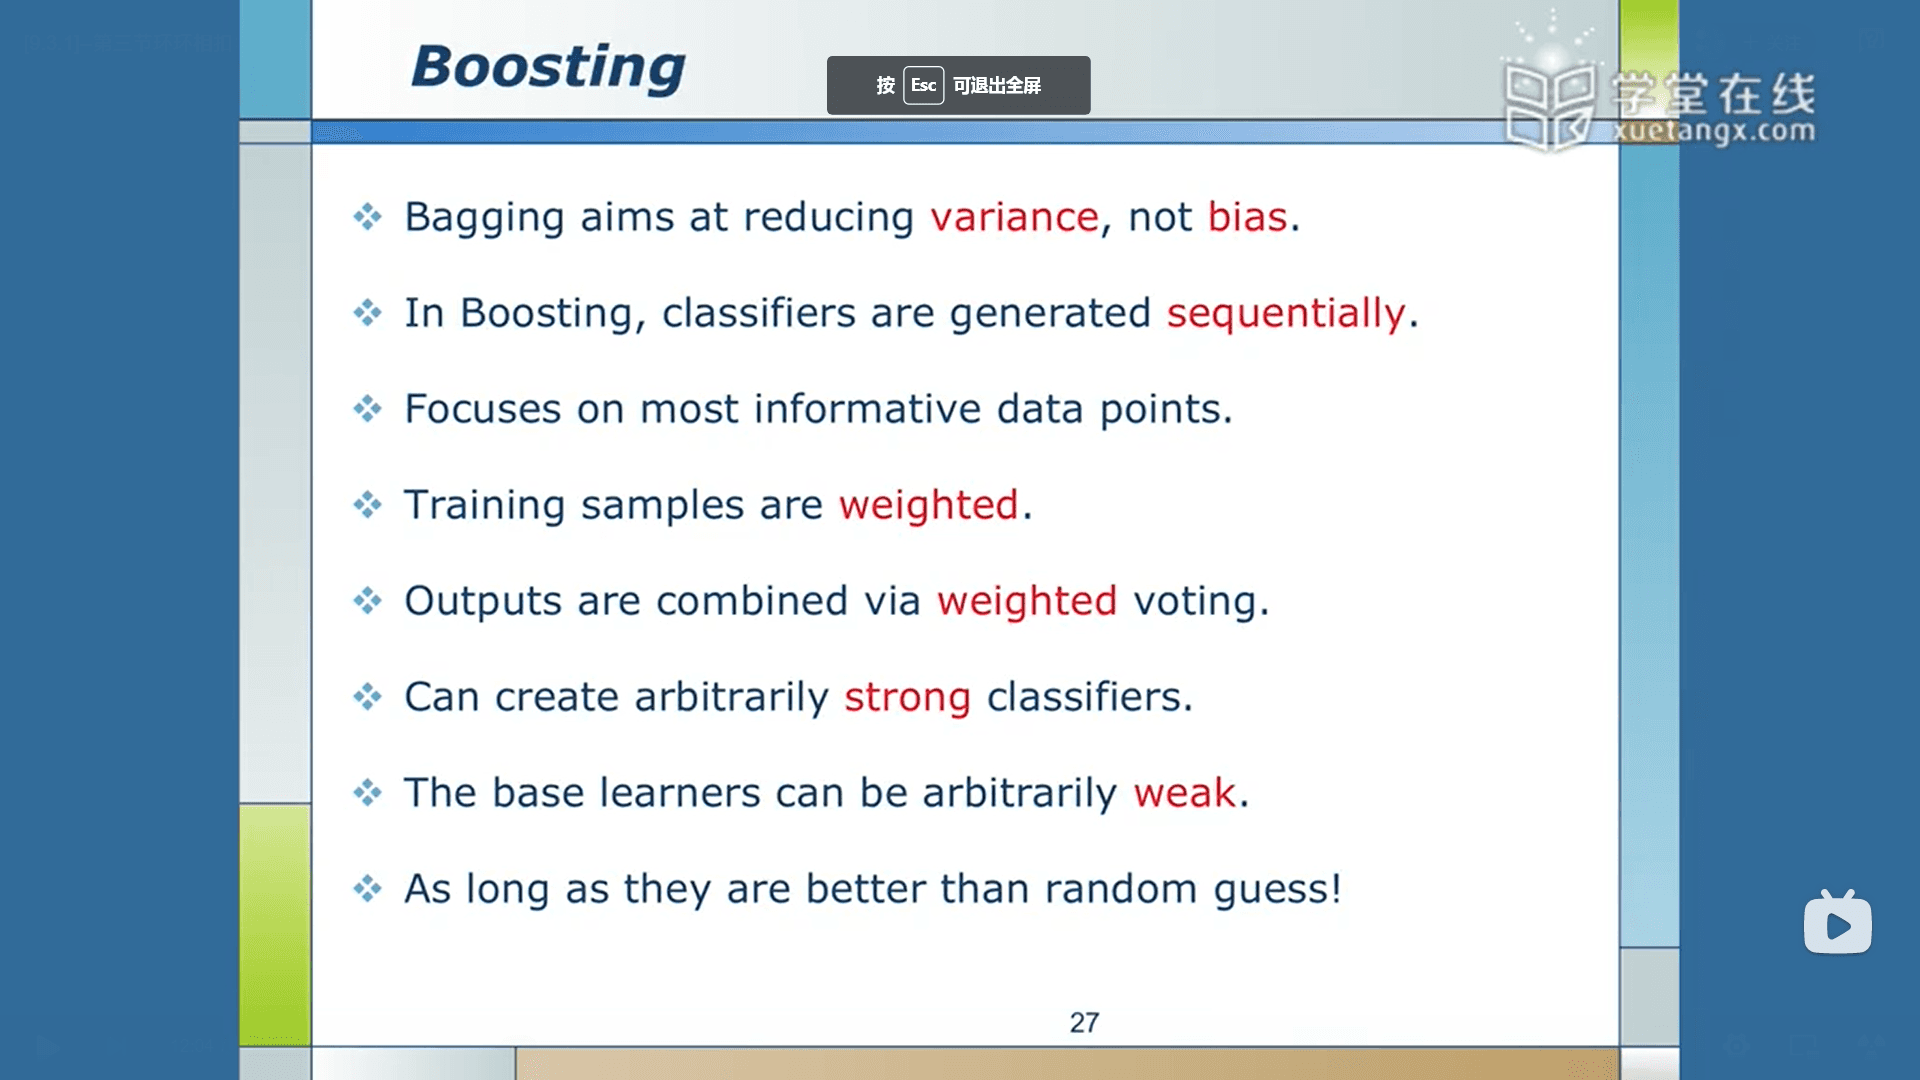 Boosting
按 Esc 可退出全屏
学堂在线
xuetangx.com
Bagging aims at reducing variance, not bias.
In Boosting, classifiers are generated sequentially.
Focuses on most informative data points.
Training samples are weighted.
Outputs are combined via weighted voting.
Can create arbitrarily strong classifiers.
The base learners can be arbitrarily weak.
As long as they are better than random guess!
27